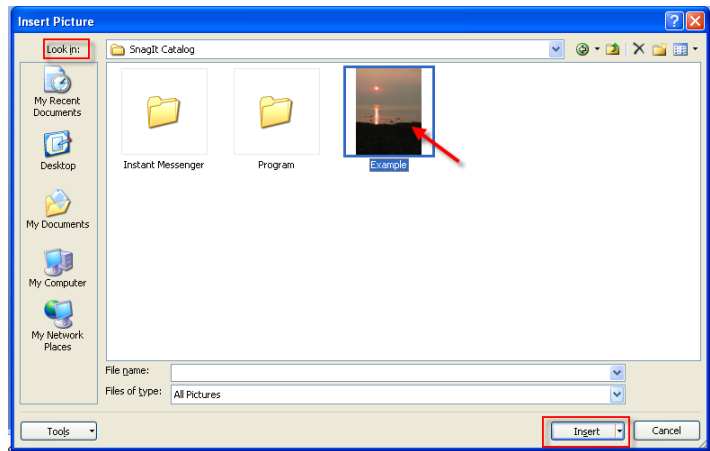 Insert Picture
Look in:
SnagIt Catalog
My Recent
Documents
Desktop
My Documents
My Computer
My Network
Places
Instant Messenger
Program
Example
File name:
Files of type:
All Pictures
Tools
Insert
Cancel